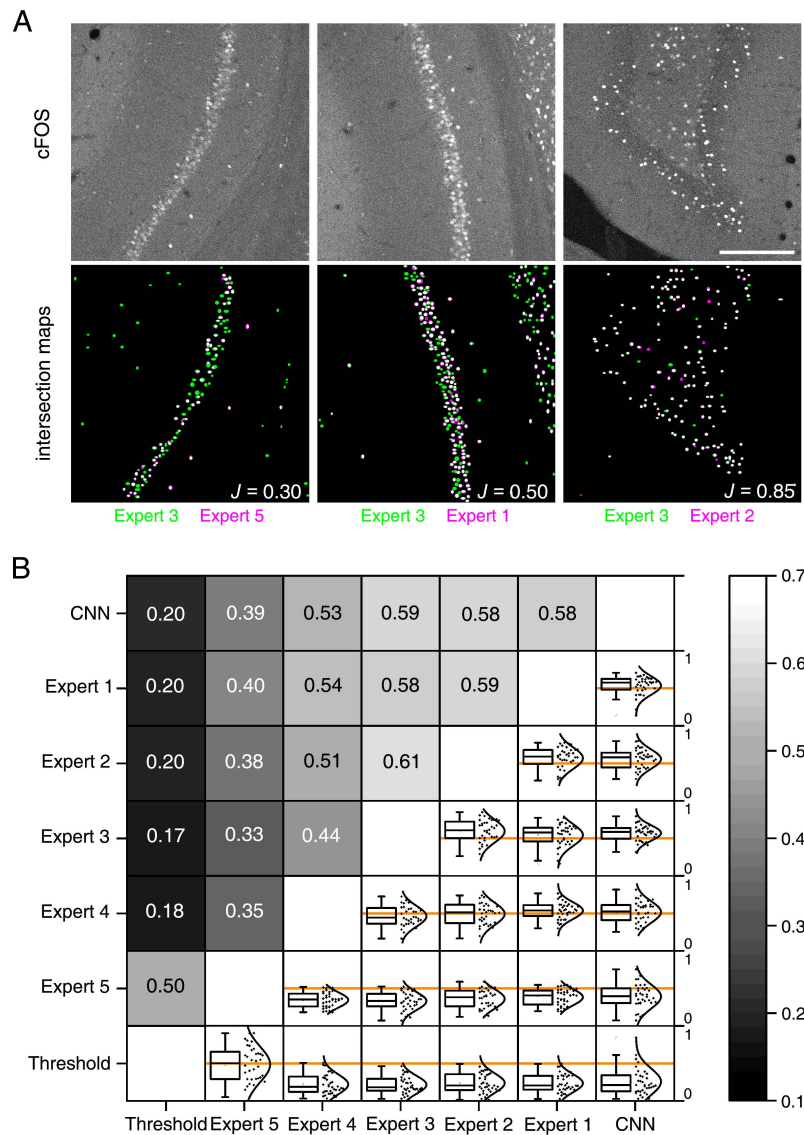 A
cFOS
intersection maps
J = 0.30
J = 0.50
J = 0.85
Expert 3 Expert 5
Expert 3 Expert 1
Expert 3 Expert 2
B
CNN 0.20 0.39 0.53 0.59 0.58 0.58
1
Expert 1 0.20 0.40 0.54 0.58 0.59
0
1
Expert 2 0.20 0.38 0.51 0.61
0
1
Expert 3 0.17 0.33 0.44
0
1
Expert 4 0.18 0.35
0
1
Expert 5 0.50
0
1
Threshold
0
Threshold Expert 5 Expert 4 Expert 3 Expert 2 Expert 1 CNN
0.7
0.6
0.5
0.4
0.3
0.2
0.1